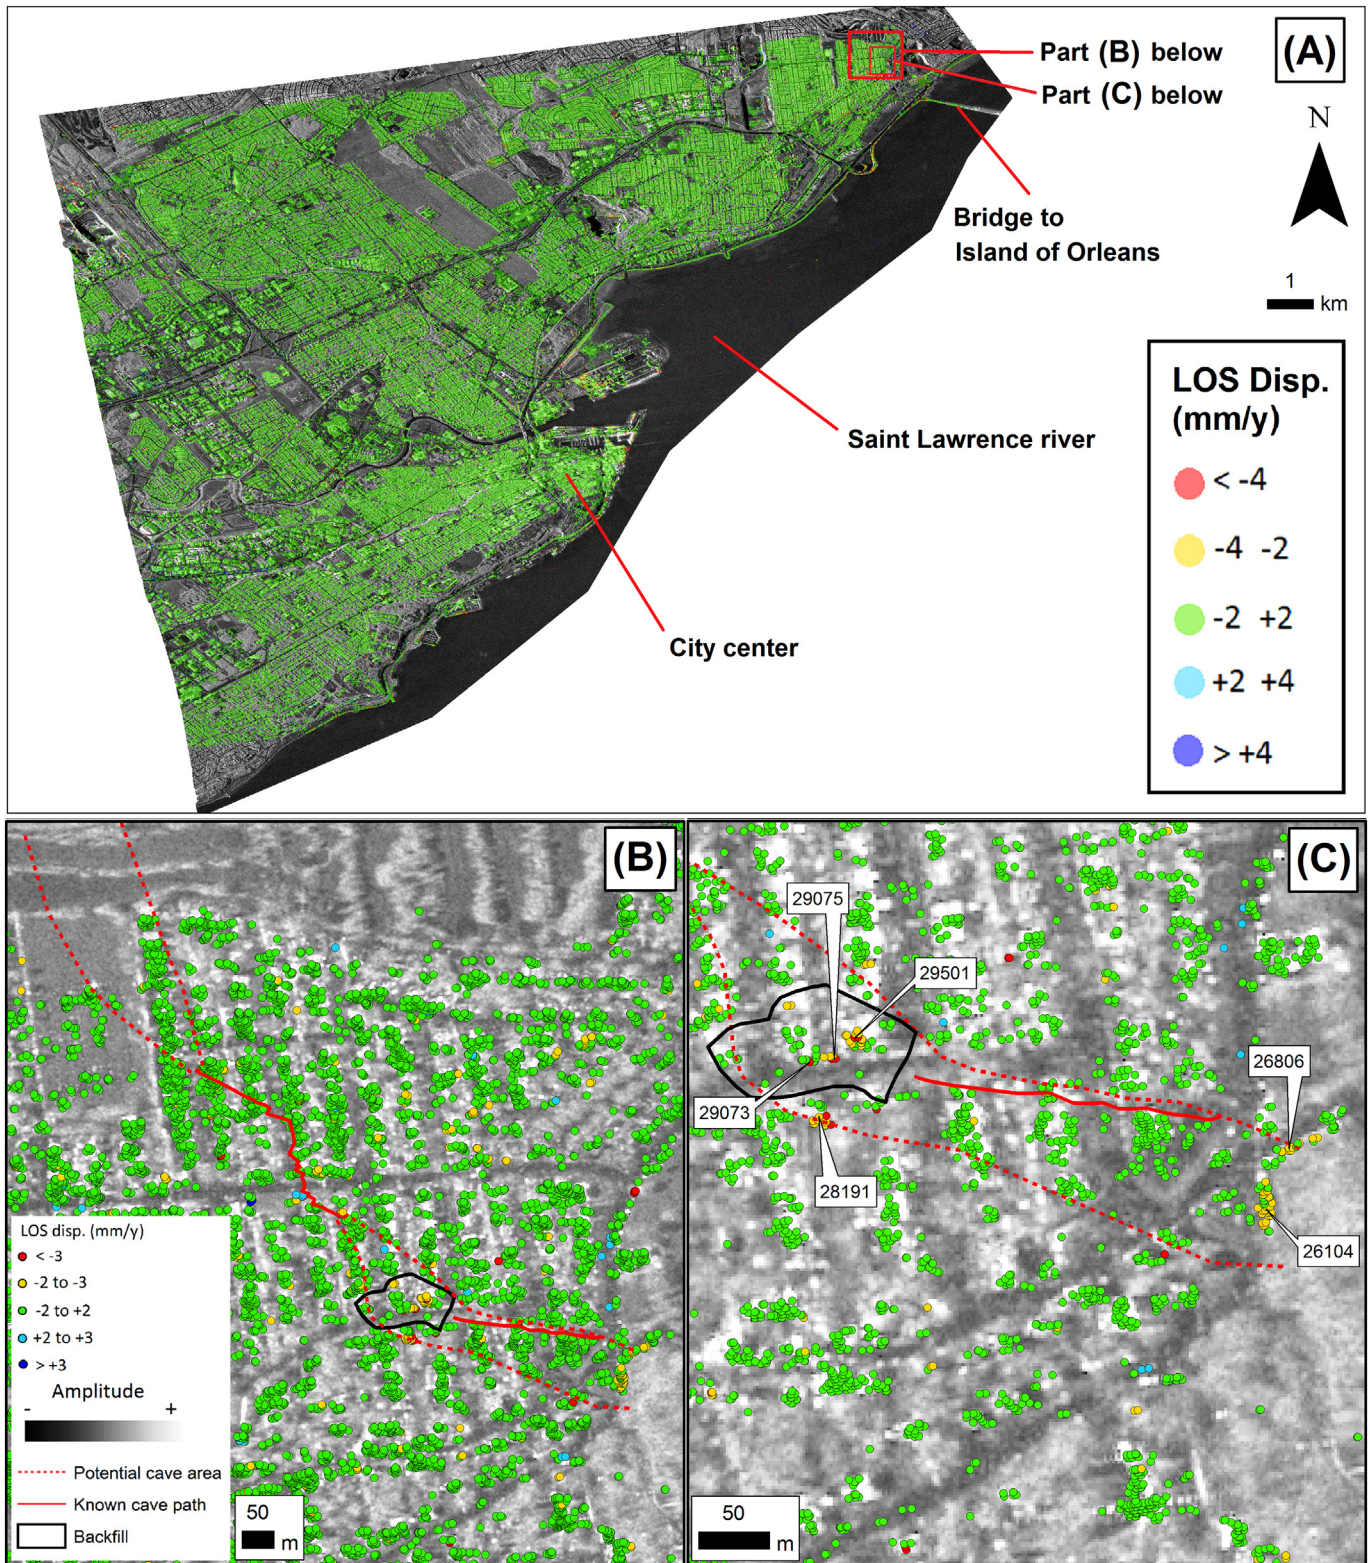 (A)
Part (B) below
Part (C) below
N
Bridge to
Island of Orleans
1
km
LOS Disp.
(mm/y)
< -4
-4 -2
-2 +2
+2 +4
> +4
Saint Lawrence river
City center
(B)
LOS disp. (mm/y)
< -3
-2 to -3
-2 to +2
+2 to +3
> +3
Amplitude
- +
Potential cave area
Known cave path
Backfill
50
m
(C)
29075
29501
26806
29073
28191
26104
50
m